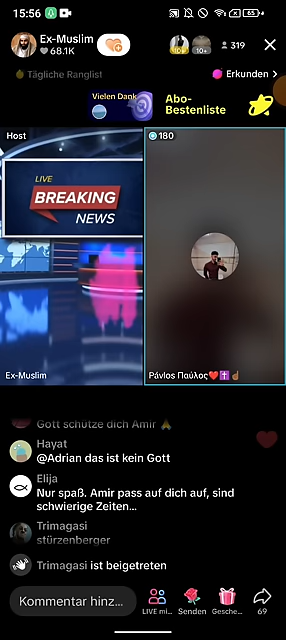 15:56
65
Ex-Muslim
68.1K
10+
319
Tägliche Rangliste
Erkunden >
Vielen Dank
Abo-
Bestenliste
Host
180
LIVE
BREAKING
NEWS
Ex-Muslim
Pávlos Παύλος❤️✝️☝🏾
Gott schütze dich Amir 🙏
Hayat
@Adrian das ist kein Gott
Elija
Nur spaß. Amir pass auf dich auf, sind
schwierige Zeiten...
Trimagasi
stürzenberger
Trimagasi ist beigetreten
Kommentar hinz...
LIVE mi...
Senden
Gesche...
69